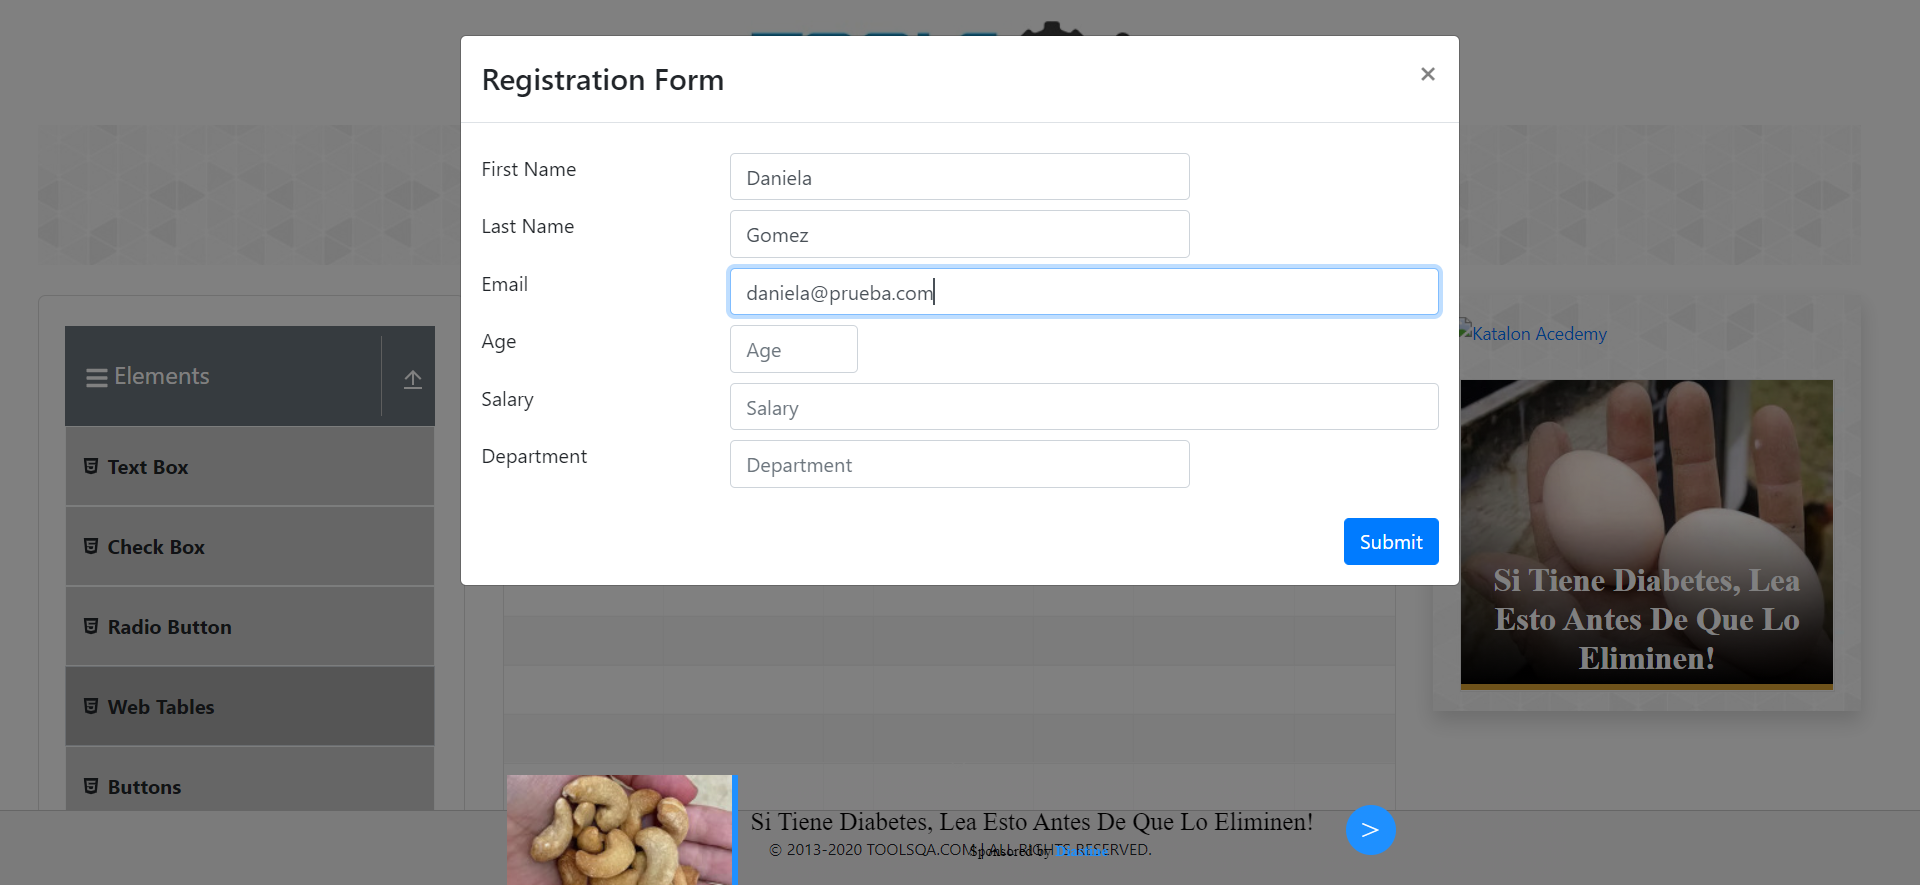 Registration Form
×
First Name
Daniela
Last Name
Gomez
Email
daniela@prueba.com
Age
Age
Salary
Salary
Department
Department
Submit
Elements
Text Box
Check Box
Radio Button
Web Tables
Buttons
Katalon Acedemy
Si Tiene Diabetes, Lea
Esto Antes De Que Lo
Eliminen!
Si Tiene Diabetes, Lea Esto Antes De Que Lo Eliminen!
>
© 2013-2020 TOOLSQA.COM | ALL RIGHTS RESERVED.
Sponsored by